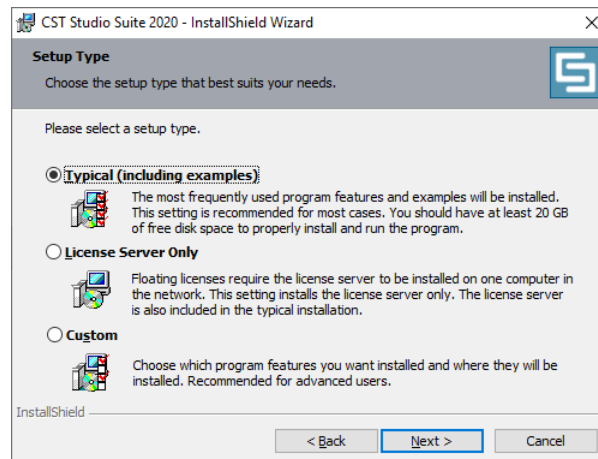 CST Studio Suite 2020 - InstallShield Wizard
Setup Type
Choose the setup type that best suits your needs.
Please select a setup type.
Typical (including examples)
The most frequently used program features and examples will be installed.
This setting is recommended for most cases. You should have at least 20 GB
of free disk space to properly install and run the program.
License Server Only
Floating licenses require the license server to be installed on one computer in
the network. This setting installs the license server only. The license server
is also included in the typical installation.
Custom
Choose which program features you want installed and where they will be
installed. Recommended for advanced users.
InstallShield
< Back Next > Cancel